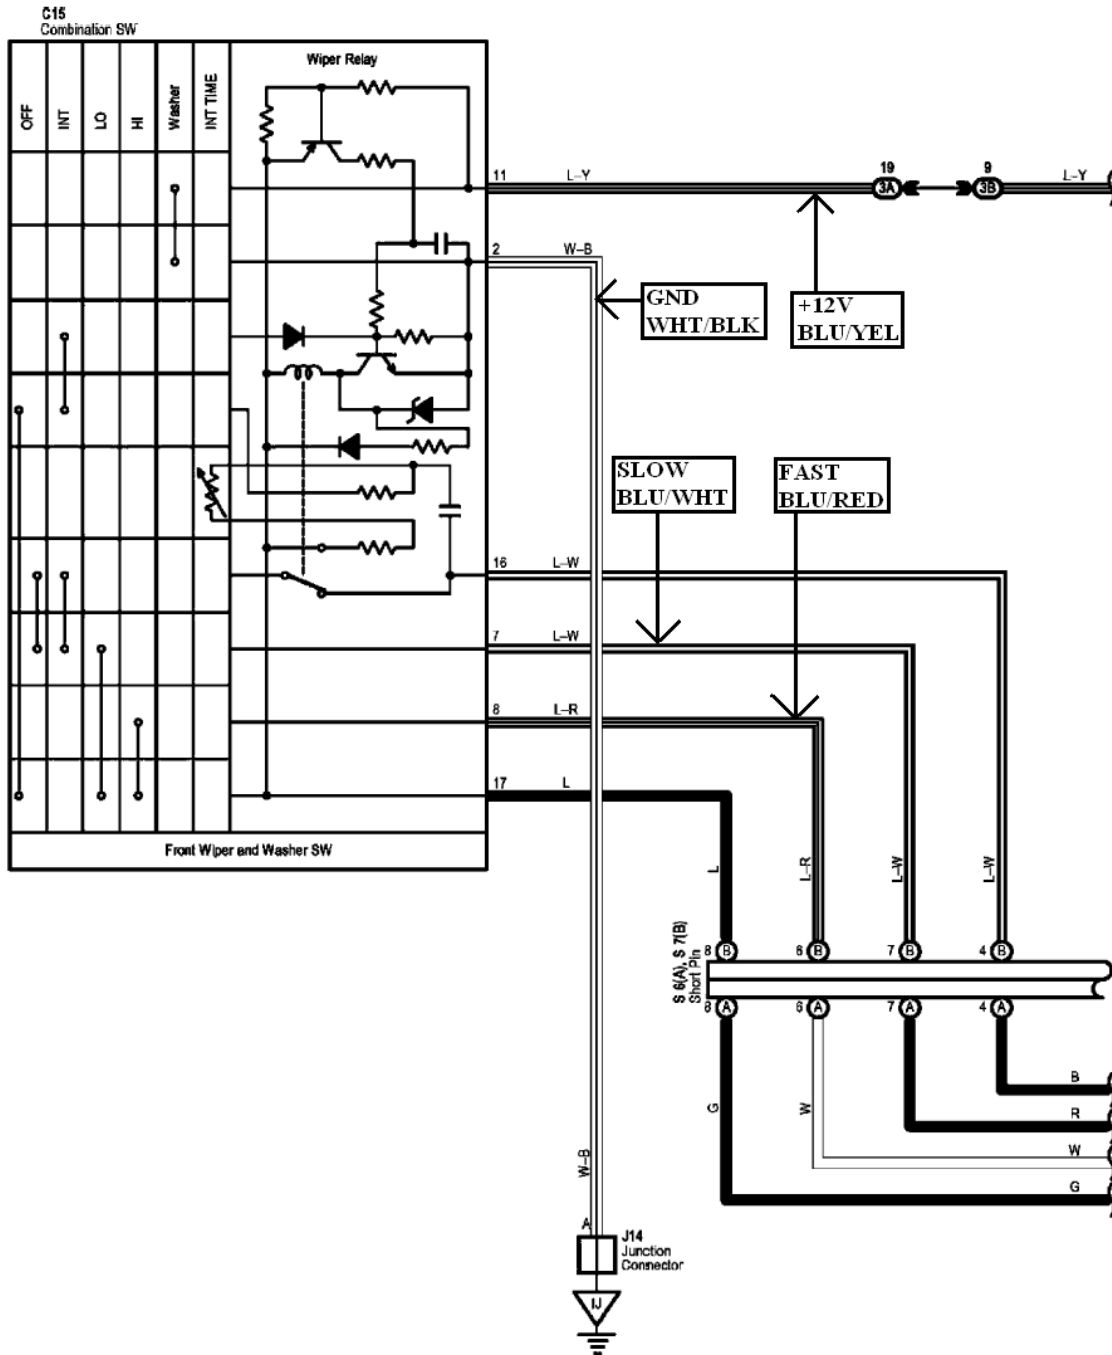 C15
Combination SW
OFF
INT
LO
HI
Washer
INT TIME
Wiper Relay
11
L-Y
19
3A
9
3B
L-Y
2
W-B
GND
WHT/BLK
+12V
BLU/YEL
SLOW
BLU/WHT
FAST
BLU/RED
16
L-W
7
L-W
8
L-R
17
L
Front Wiper and Washer SW
L
L-R
L-W
L-W
S 6(A), S 7(B)
Short Pin
8 B
6 B
7 B
4 B
8 A
6 A
7 A
4 A
G
W
B
R
W
G
W-B
A
J14
Junction
Connector
IJ